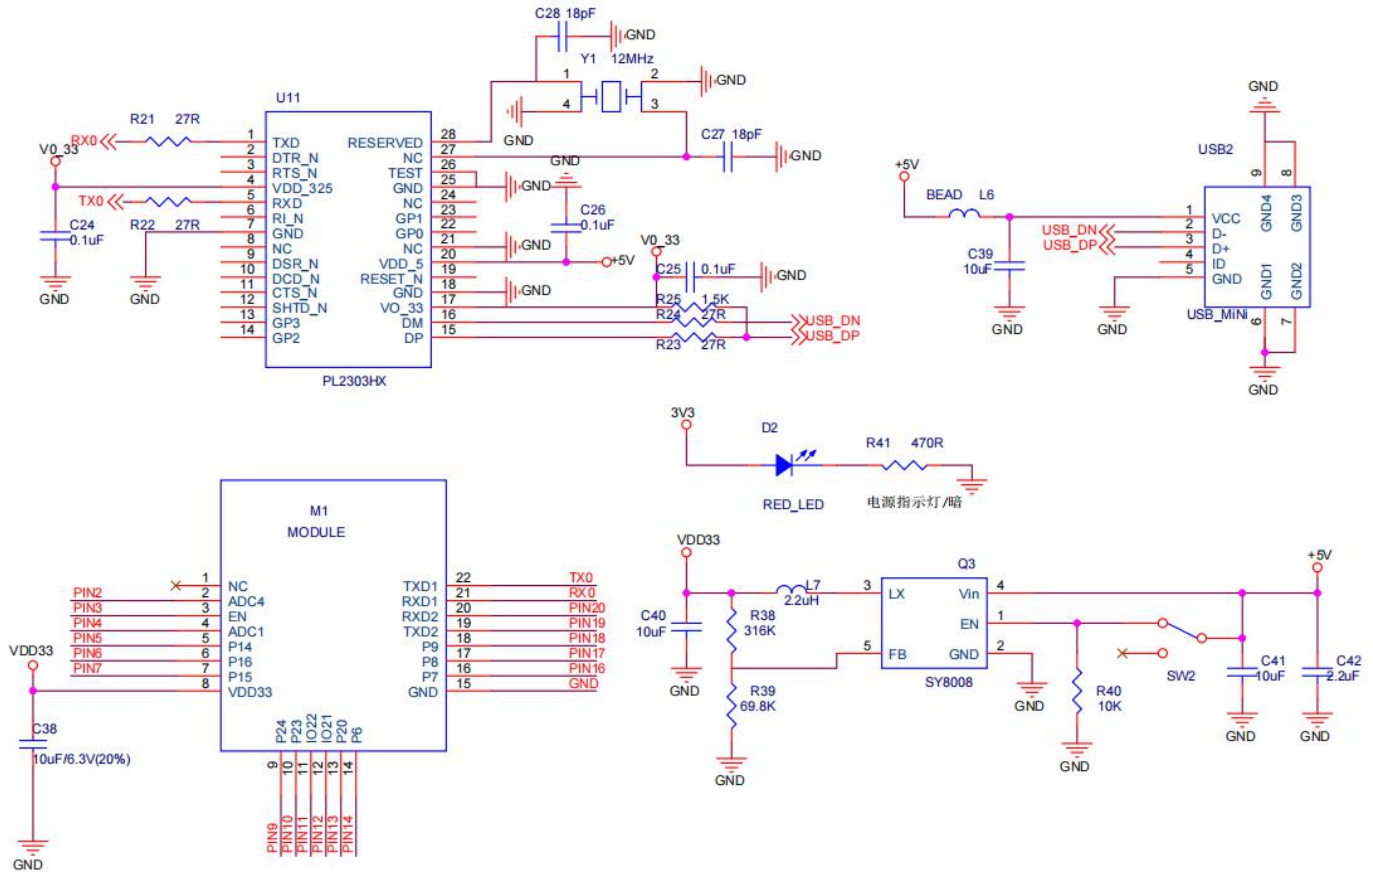 C28 18pF
GND
Y1 12MHz
1
2
GND
4
3
GND
C27 18pF
GND
U11
R21 27R
RX0
V0_33
TX0
R22 27R
C24
0.1uF
GND
GND
1 TXD
2 DTR_N
3 RTS_N
4 VDD_325
5 RXD
6 RI_N
7 GND
8 NC
9 DSR_N
10 DCD_N
11 CTS_N
12 SHTD_N
13 GP3
14 GP2
RESERVED 28
NC 27
TEST 26
GND 25
NC 24
GP1 23
GP0 22
NC 21
VDD_5 20
RESET_N 19
GND 18
VO_33 17
DM 16
DP 15
PL2303HX
GND
GND
C26
0.1uF
GND
+5V
GND
V0_33
C25 0.1uF
GND
R25 1.5K
R24 27R
R23 27R
USB_DN
USB_DP
GND
USB2
+5V
BEAD L6
C39
10uF
GND
USB_DN
USB_DP
GND
9
8
GND4
GND3
1 VCC
2 D-
3 D+
4 ID
5 GND
GND1
GND2
USB_MiNi
6
7
GND
3V3
D2
RED_LED
R41 470R
电源指示灯/暗
M1
MODULE
PIN2
PIN3
PIN4
PIN5
PIN6
PIN7
VDD33
C38
10uF/6.3V(20%)
GND
1 NC
2 ADC4
3 EN
4 ADC1
5 P14
6 P16
7 P15
8 VDD33
TXD1 22 TX0
RXD1 21 RX0
RXD2 20 PIN20
TXD2 19 PIN19
P9 18 PIN18
P8 17 PIN17
P7 16 PIN16
GND 15 GND
P24
P23
IO22
IO21
P20
P6
9
10
11
12
13
14
PIN9
PIN10
PIN11
PIN12
PIN13
PIN14
VDD33
C40
10uF
GND
L7
2.2uH
R38
316K
R39
69.8K
GND
Q3
3 LX
5 FB
Vin 4
EN 1
GND 2
SY8008
GND
R40
10K
GND
SW2
+5V
C41
10uF
GND
C42
2.2uF
GND